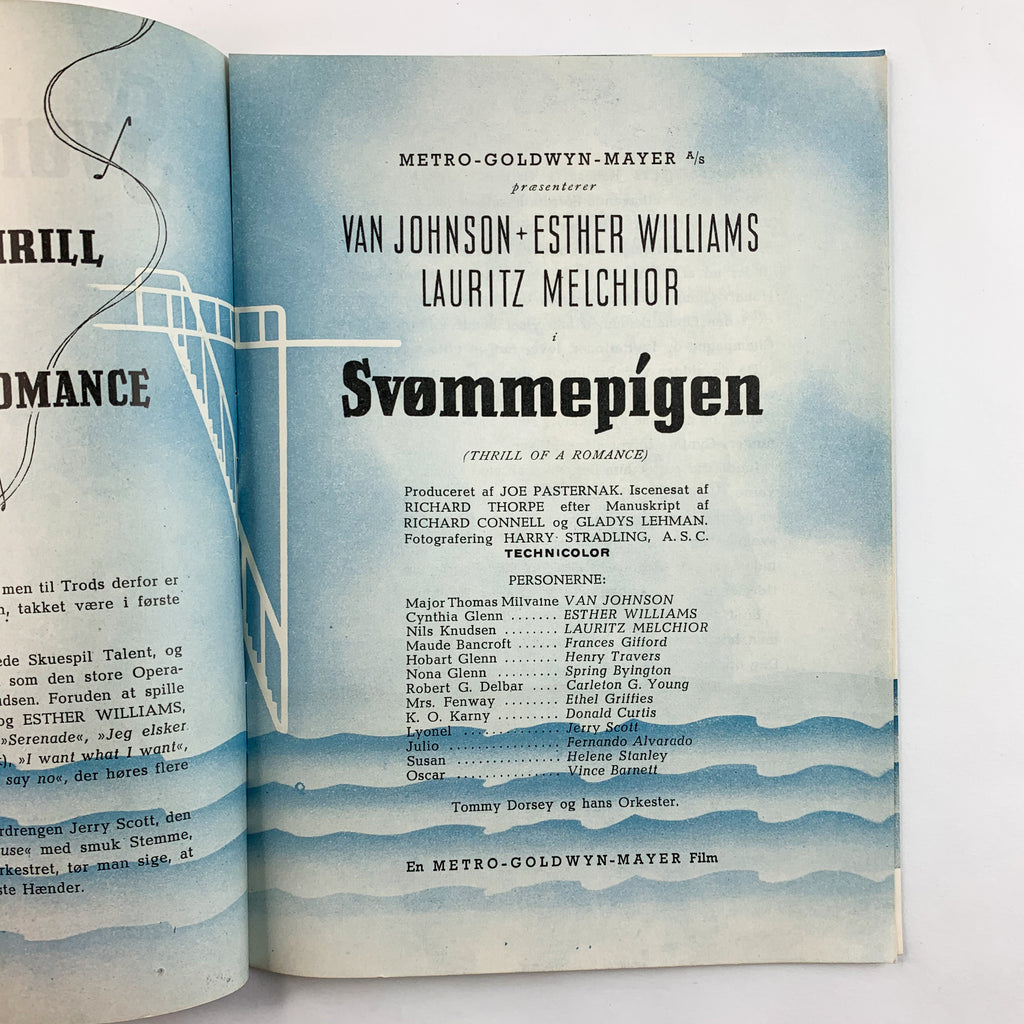 HRILL
OMANCE
men til Trods derfor er
takket være i første
ede Skuespil Talent, og
som den store Opera-
udsen. Foruden at spille
og ESTHER WILLIAMS,
»Serenade«, »Jeg elsker
»I want what I want«,
say no«, der høres flere
rdrengen Jerry Scott, den
use« med smuk Stemme,
rkestret, tør man sige, at
ste Hænder.
METRO-GOLDWYN-MAYER A/s
præsenterer
VAN JOHNSON + ESTHER WILLIAMS
LAURITZ MELCHIOR
i
Svømmepigen
(THRILL OF A ROMANCE)
Produceret af JOE PASTERNAK. Iscenesat af
RICHARD THORPE efter Manuskript af
RICHARD CONNELL og GLADYS LEHMAN.
Fotografering HARRY STRADLING, A. S. C.
TECHNICOLOR
PERSONERNE:
Major Thomas Milvaine VAN JOHNSON
Cynthia Glenn ....... ESTHER WILLIAMS
Nils Knudsen ........ LAURITZ MELCHIOR
Maude Bancroft ...... Frances Gifford
Hobart Glenn ........ Henry Travers
Nona Glenn ......... Spring Byington
Robert G. Delbar .... Carleton G. Young
Mrs. Fenway ......... Ethel Griffies
K. O. Karny ......... Donald Curtis
Lyonel .............. Jerry Scott
Julio ............... Fernando Alvarado
Susan ............... Helene Stanley
Oscar ............... Vince Barnett
Tommy Dorsey og hans Orkester.
En METRO-GOLDWYN-MAYER Film